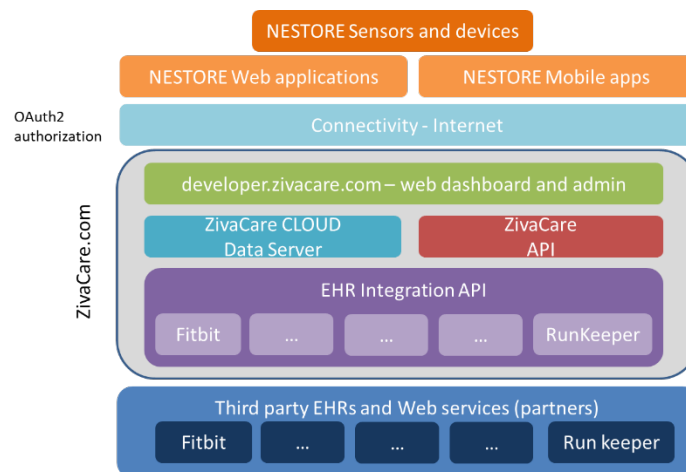 NESTORE Sensors and devices
NESTORE Web applications
NESTORE Mobile apps
OAuth2
authorization
Connectivity - Internet
ZivaCare.com
developer.zivacare.com – web dashboard and admin
ZivaCare CLOUD
Data Server
ZivaCare
API
EHR Integration API
Fitbit
...
...
...
RunKeeper
Third party EHRs and Web services (partners)
Fitbit
...
...
...
Run keeper